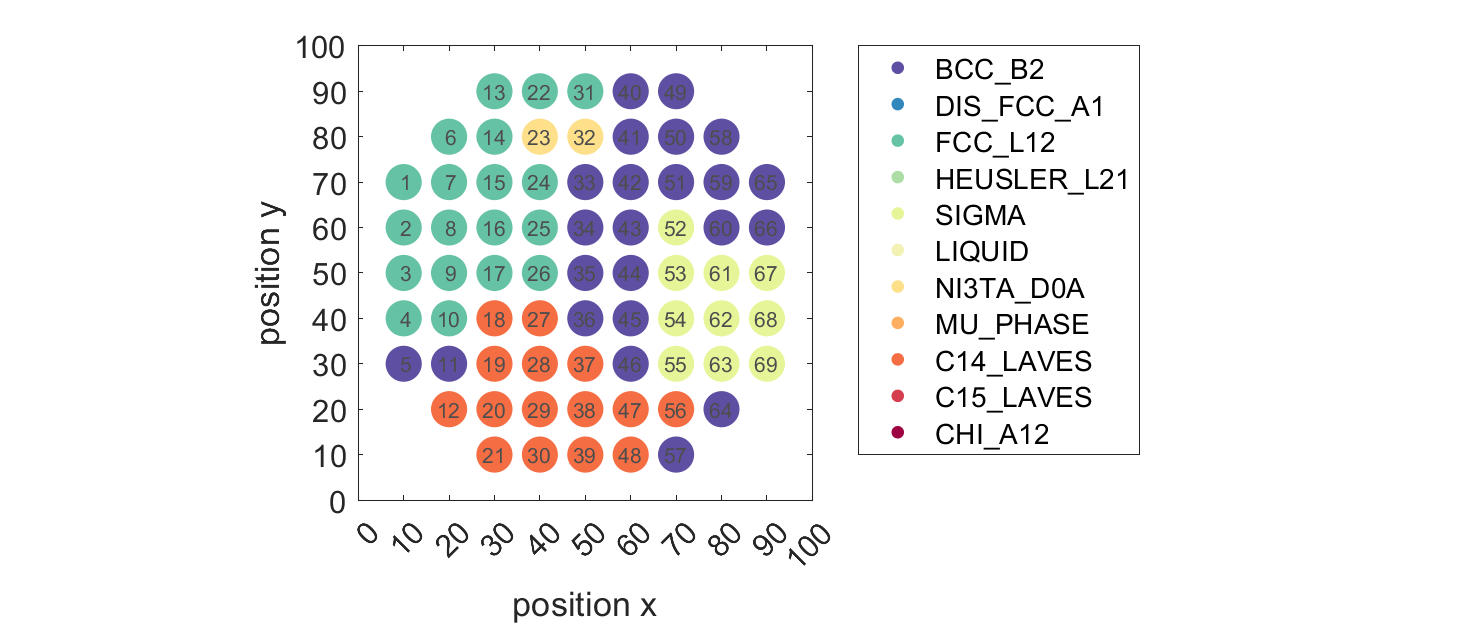 100
90
80
70
60
50
40
30
20
10
0
position y
13 22 31 40 49
6 14 23 32 41 50 58
1 7 15 24 33 42 51 59 65
2 8 16 25 34 43 52 60 66
3 9 17 26 35 44 53 61 67
4 10 18 27 36 45 54 62 68
5 11 19 28 37 46 55 63 69
12 20 29 38 47 56 64
21 30 39 48 57
0 10 20 30 40 50 60 70 80 90 100
position x
BCC_B2
DIS_FCC_A1
FCC_L12
HEUSLER_L21
SIGMA
LIQUID
NI3TA_D0A
MU_PHASE
C14_LAVES
C15_LAVES
CHI_A12